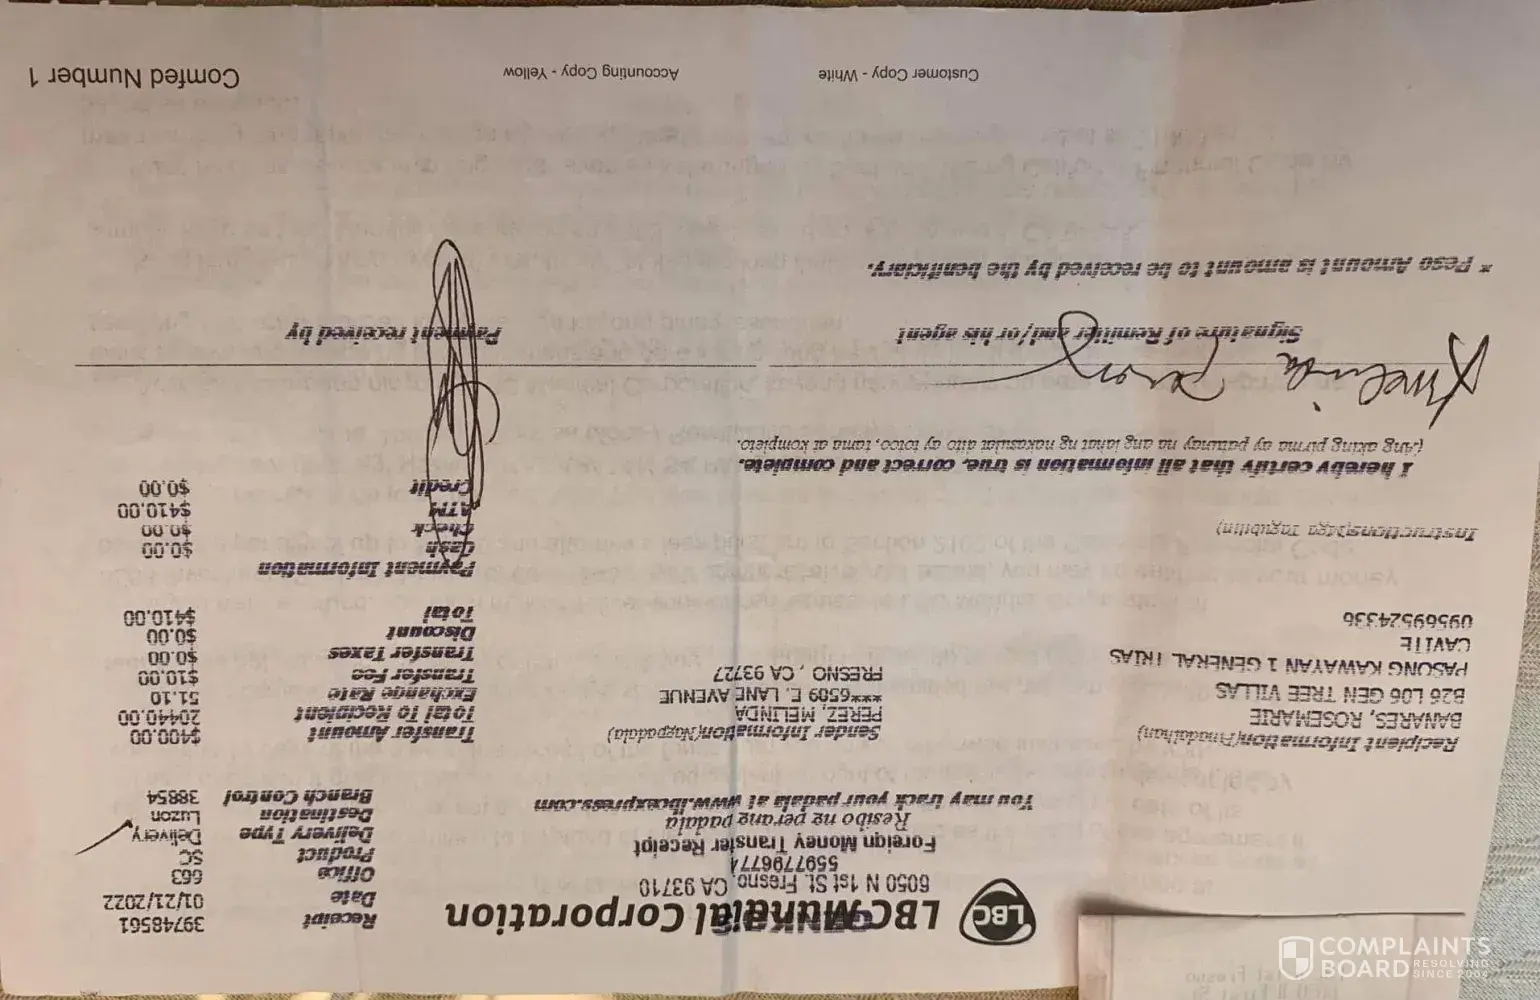 LBC Mundial Corporation
6050 N 1st St. Fresno, CA 93710
5597796774
Foreign Money Transfer Receipt
Resibo ng perang padala
You may track your padala at www.lbcexpress.com
Receipt 39748561
Date 01/21/2022
Office 663
Product SC
Delivery Type Delivery
Destination Luzon
Branch Control 38854
Recipient Information(Pinadalhan)
BANARES, ROSEMARIE
B26 L06 GEN TREE VILLAS
PASONG KAWAYAN 1 GENERAL TRIAS
CAVITE
09569524336
Sender Information(Nagpadala)
PEREZ, MELINDA
***6509 E. LANE AVENUE
FRESNO , CA 93727
Transfer Amount $400.00
Total To Recipient 20440.00
Exchange Rate 51.10
Transfer Fee $10.00
Transfer Taxes $0.00
Discount $0.00
Total $410.00
Instructions(Mga Tagubilin)
Payment Information
Cash $0.00
Check $0.00
ATM $410.00
Credit $0.00
I hereby certify that all information is true, correct and complete.
(Ang aking pirma ay patunay na ang lahat ng nakasulat dito ay totoo, tama at kompleto.
Melinda Perez
Signature of Remitter and/or his agent
Payment received by
* Peso Amount is amount to be received by the benificiary.
Customer Copy - White
Accounting Copy - Yellow
Comfed Number 1
COMPLAINTS
BOARD RESOLVING
SINCE 2004